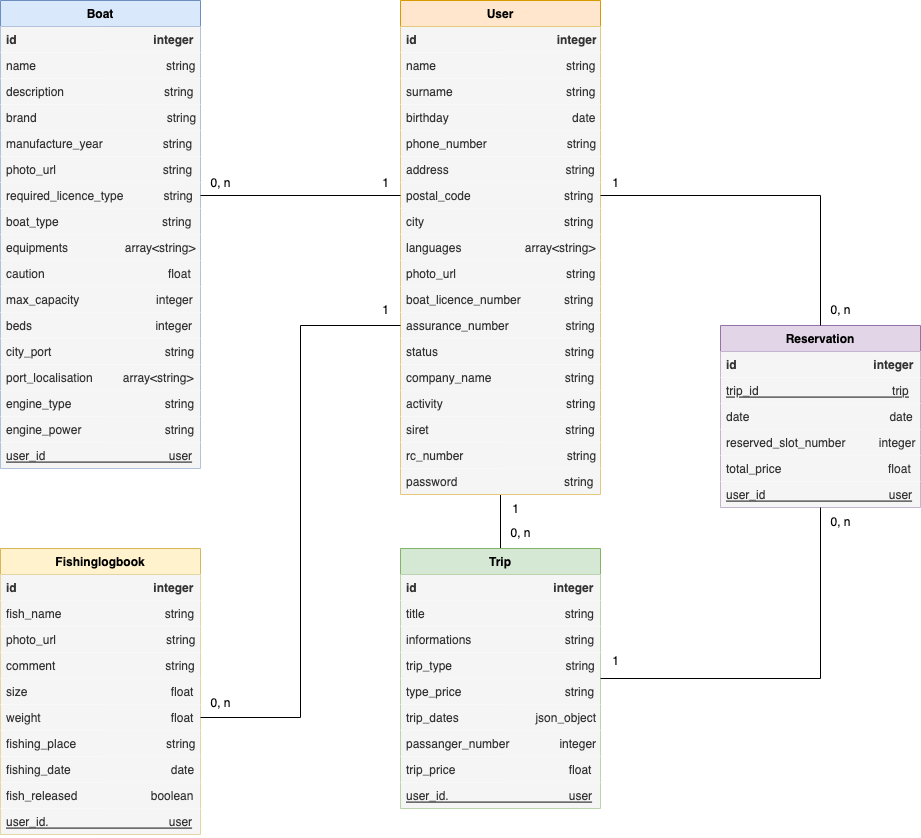 Boat
id integer
name string
description string
brand string
manufacture_year string
photo_url string
required_licence_type string
boat_type string
equipments array<string>
caution float
max_capacity integer
beds integer
city_port string
port_localisation array<string>
engine_type string
engine_power string
user_id user
0, n
1
User
id integer
name string
surname string
birthday date
phone_number string
address string
postal_code string
city string
languages array<string>
photo_url string
boat_licence_number string
assurance_number string
status string
company_name string
activity string
siret string
rc_number string
password string
1
0, n
Reservation
id integer
trip_id trip
date date
reserved_slot_number integer
total_price float
user_id user
0, n
1
1
0, n
Fishinglogbook
id integer
fish_name string
photo_url string
comment string
size float
weight float
fishing_place string
fishing_date date
fish_released boolean
user_id. user
0, n
Trip
id integer
title string
informations string
trip_type string
type_price string
trip_dates json_object
passanger_number integer
trip_price float
user_id. user
1